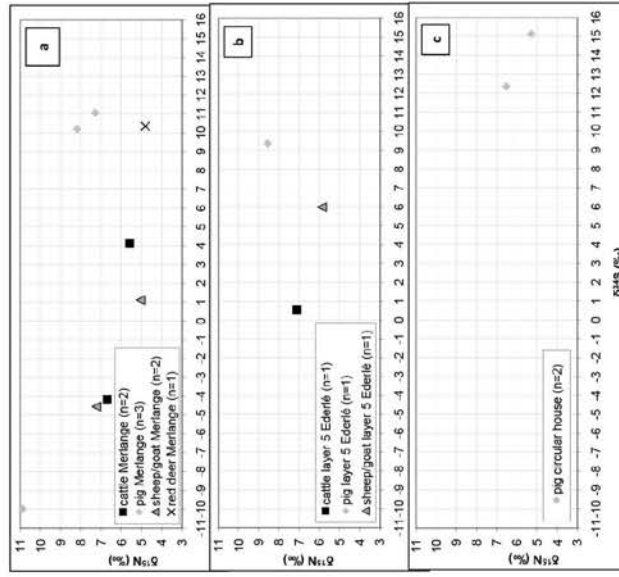 a
δ¹⁵N (‰)
11
10
9
8
7
6
5
4
3
cattle Merlange (n=2)
pig Merlange (n=3)
sheep/goat Merlange (n=2)
red deer Merlange (n=1)
-11 -10 -9 -8 -7 -6 -5 -4 -3 -2 -1 0 1 2 3 4 5 6 7 8 9 10 11 12 13 14 15 16
b
δ¹⁵N (‰)
11
10
9
8
7
6
5
4
3
cattle layer 5 Ederlé (n=1)
pig layer 5 Ederlé (n=1)
sheep/goat layer 5 Ederlé (n=1)
-11 -10 -9 -8 -7 -6 -5 -4 -3 -2 -1 0 1 2 3 4 5 6 7 8 9 10 11 12 13 14 15 16
c
δ¹⁵N (‰)
11
10
9
8
7
6
5
4
3
pig circular house (n=2)
-11 -10 -9 -8 -7 -6 -5 -4 -3 -2 -1 0 1 2 3 4 5 6 7 8 9 10 11 12 13 14 15 16
δ³⁴S (‰)